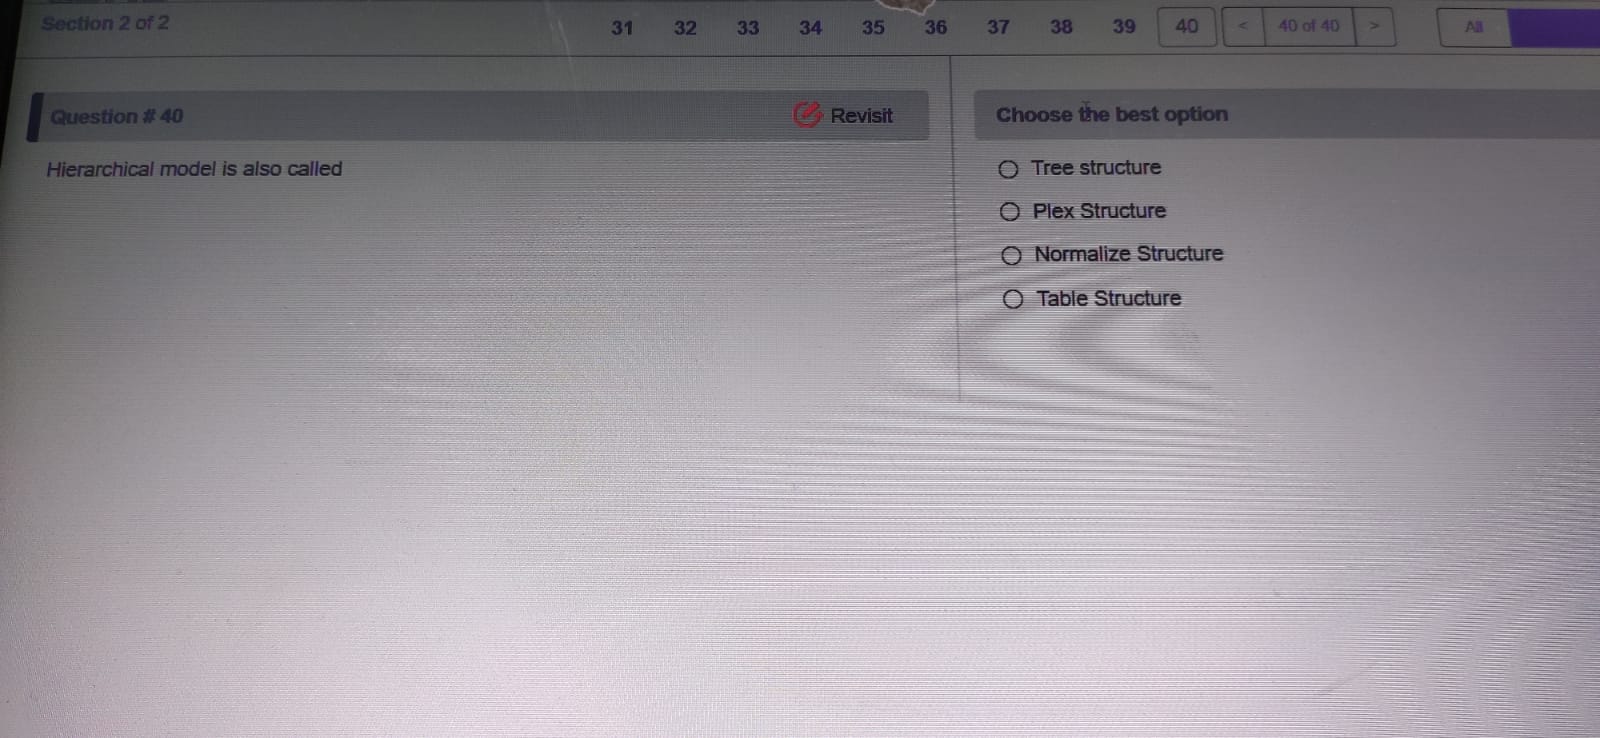 Section 2 of 2
31 32 33 34 35 36 37 38 39 40 < 40 of 40 > All
Question # 40
Revisit
Hierarchical model is also called
Choose the best option
Tree structure
Plex Structure
Normalize Structure
Table Structure